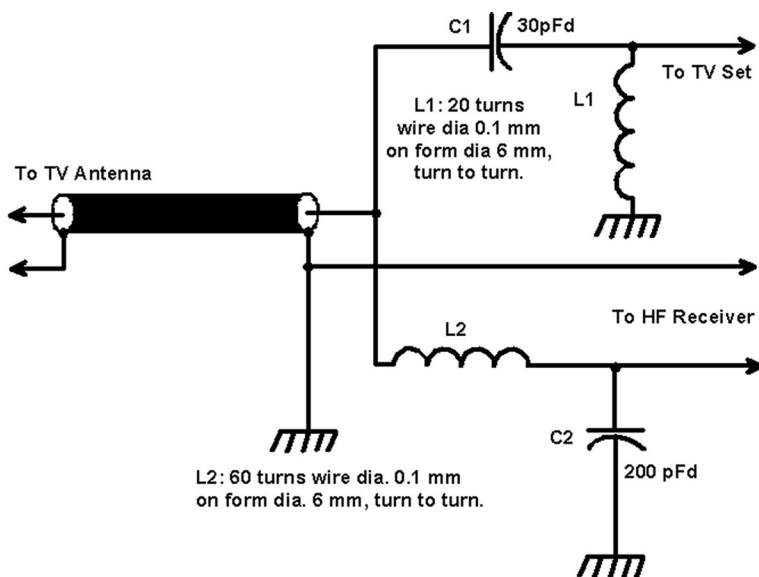 C1
30pFd
To TV Set
L1
L1: 20 turns
wire dia 0.1 mm
on form dia 6 mm,
turn to turn.
To TV Antenna
L2
To HF Receiver
C2
200 pFd
L2: 60 turns wire dia. 0.1 mm
on form dia. 6 mm, turn to turn.